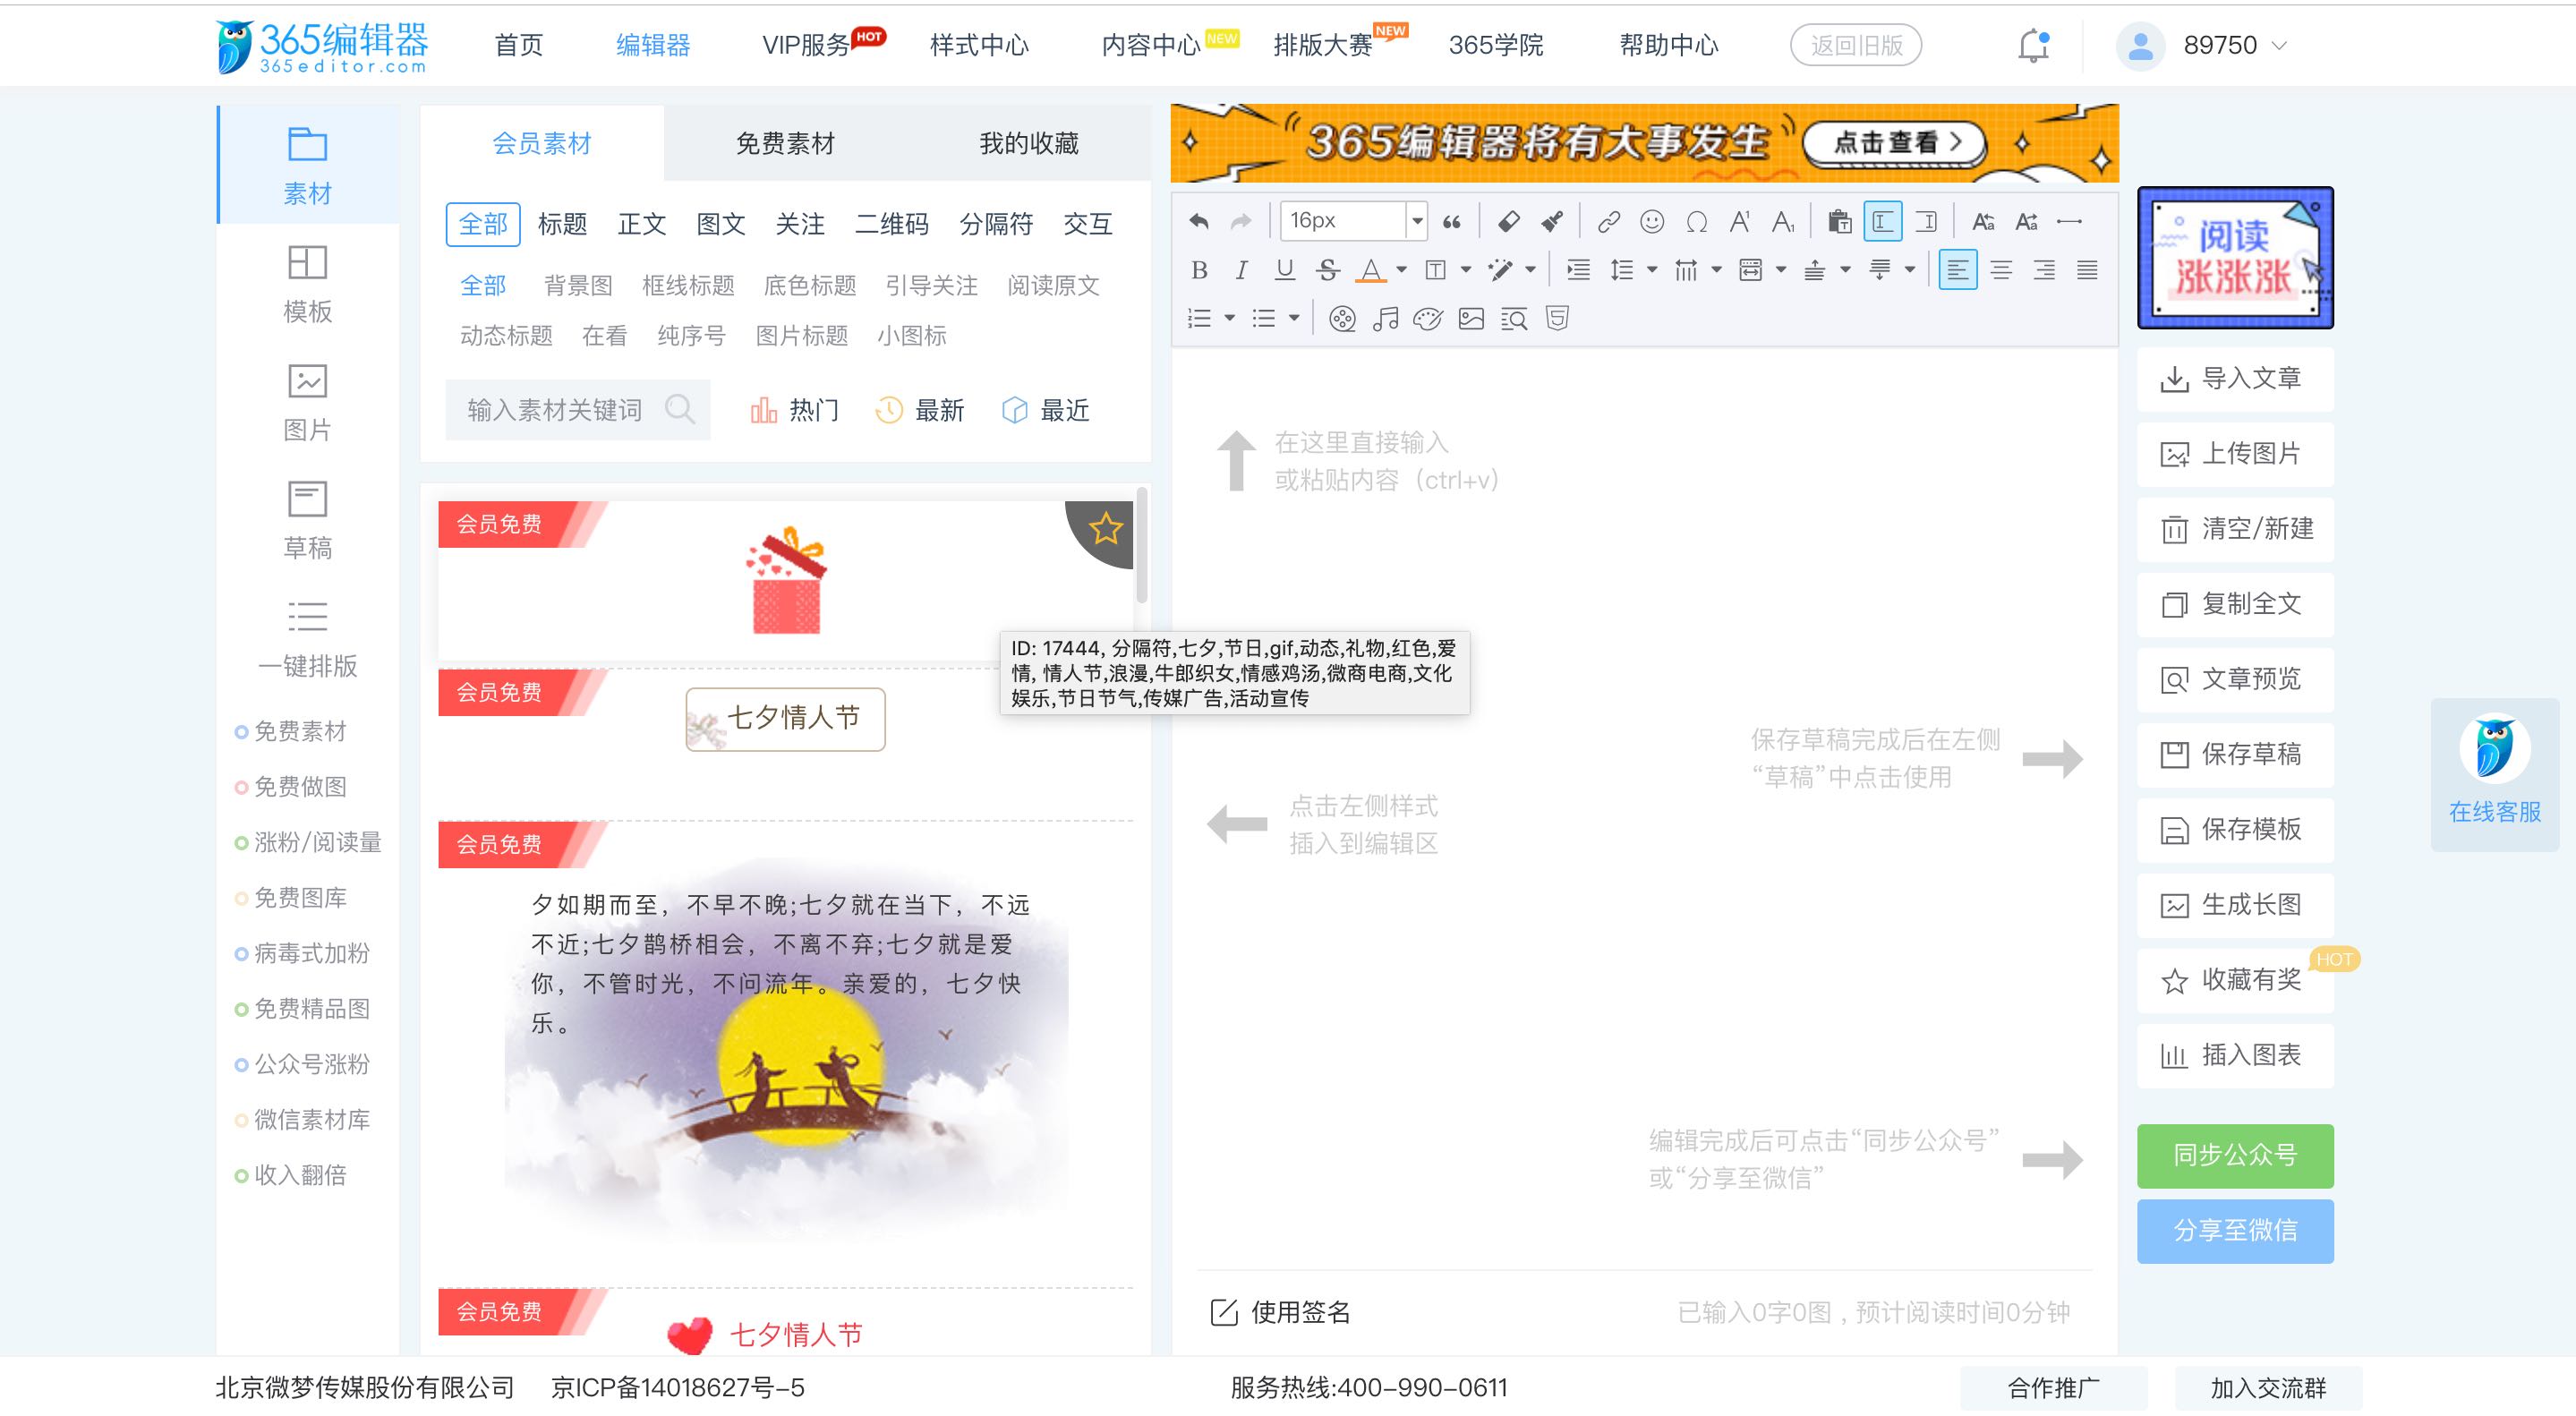 365编辑器
365editor.com
首页
编辑器
VIP服务
HOT
样式中心
内容中心
NEW
排版大赛
NEW
365学院
帮助中心
返回旧版
89750
素材
模板
图片
草稿
一键排版
免费素材
免费做图
涨粉/阅读量
免费图库
病毒式加粉
免费精品图
公众号涨粉
微信素材库
收入翻倍
会员素材
免费素材
我的收藏
全部 标题 正文 图文 关注 二维码 分隔符 交互
全部 背景图 框线标题 底色标题 引导关注 阅读原文
动态标题 在看 纯序号 图片标题 小图标
输入素材关键词
热门
最新
最近
会员免费
ID: 17444, 分隔符,七夕,节日,gif,动态,礼物,红色,爱
情, 情人节,浪漫,牛郎织女,情感鸡汤,微商电商,文化
娱乐,节日节气,传媒广告,活动宣传
会员免费
七夕情人节
会员免费
夕如期而至，不早不晚;七夕就在当下，不远
不近;七夕鹊桥相会，不离不弃;七夕就是爱
你，不管时光，不问流年。亲爱的，七夕快
乐。
会员免费
七夕情人节
365编辑器将有大事发生
点击查看 >
16px
在这里直接输入
或粘贴内容（ctrl+v）
保存草稿完成后在左侧
“草稿”中点击使用
点击左侧样式
插入到编辑区
编辑完成后可点击“同步公众号”
或“分享至微信”
使用签名
已输入0字0图，预计阅读时间0分钟
阅读
涨涨涨
导入文章
上传图片
清空/新建
复制全文
文章预览
保存草稿
保存模板
生成长图
收藏有奖
HOT
插入图表
同步公众号
分享至微信
在线客服
北京微梦传媒股份有限公司
京ICP备14018627号-5
服务热线:400-990-0611
合作推广
加入交流群